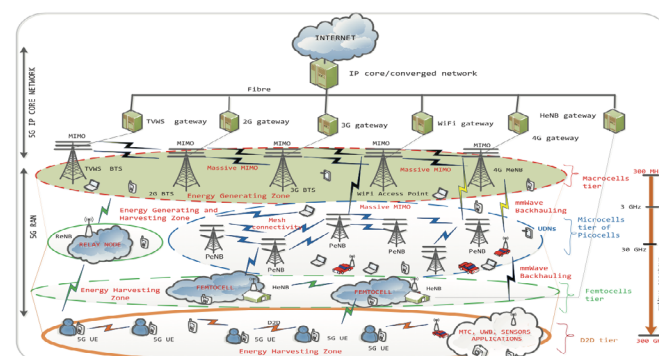 INTERNET
IP core/converged network
Fibre
5G IP CORE NETWORK
TVWS gateway
2G gateway
3G gateway
WiFi gateway
HeNB gateway
4G gateway
MIMO
MIMO
MIMO
MIMO
MIMO
Massive MIMO
Massive MIMO
TVWS BTS
2G BTS
3G BTS
WiFi Access Point
4G MeNB
Energy Generating Zone
Macrocells
tier
300 MHz
3 GHz
30 GHz
300 GHz
5G RAN
Energy Generating and
Harvesting Zone
Massive MIMO
Mesh
connectivity
mmWave
Backhauling
UDNs
Microcells
tier of
Picocells
ReNB
RELAY NODE
PeNB
PeNB
PeNB
PeNB
PeNB
PeNB
mmWave
Backhauling
Energy Harvesting
Zone
FEMTOCELL
HeNB
FEMTOCELL
HeNB
Femtocells
tier
D2D
5G UE
5G UE
5G UE
5G UE
5G UE
MTC, UWB, SENSORS
APPLICATIONS
Energy Harvesting Zone
D2D tier